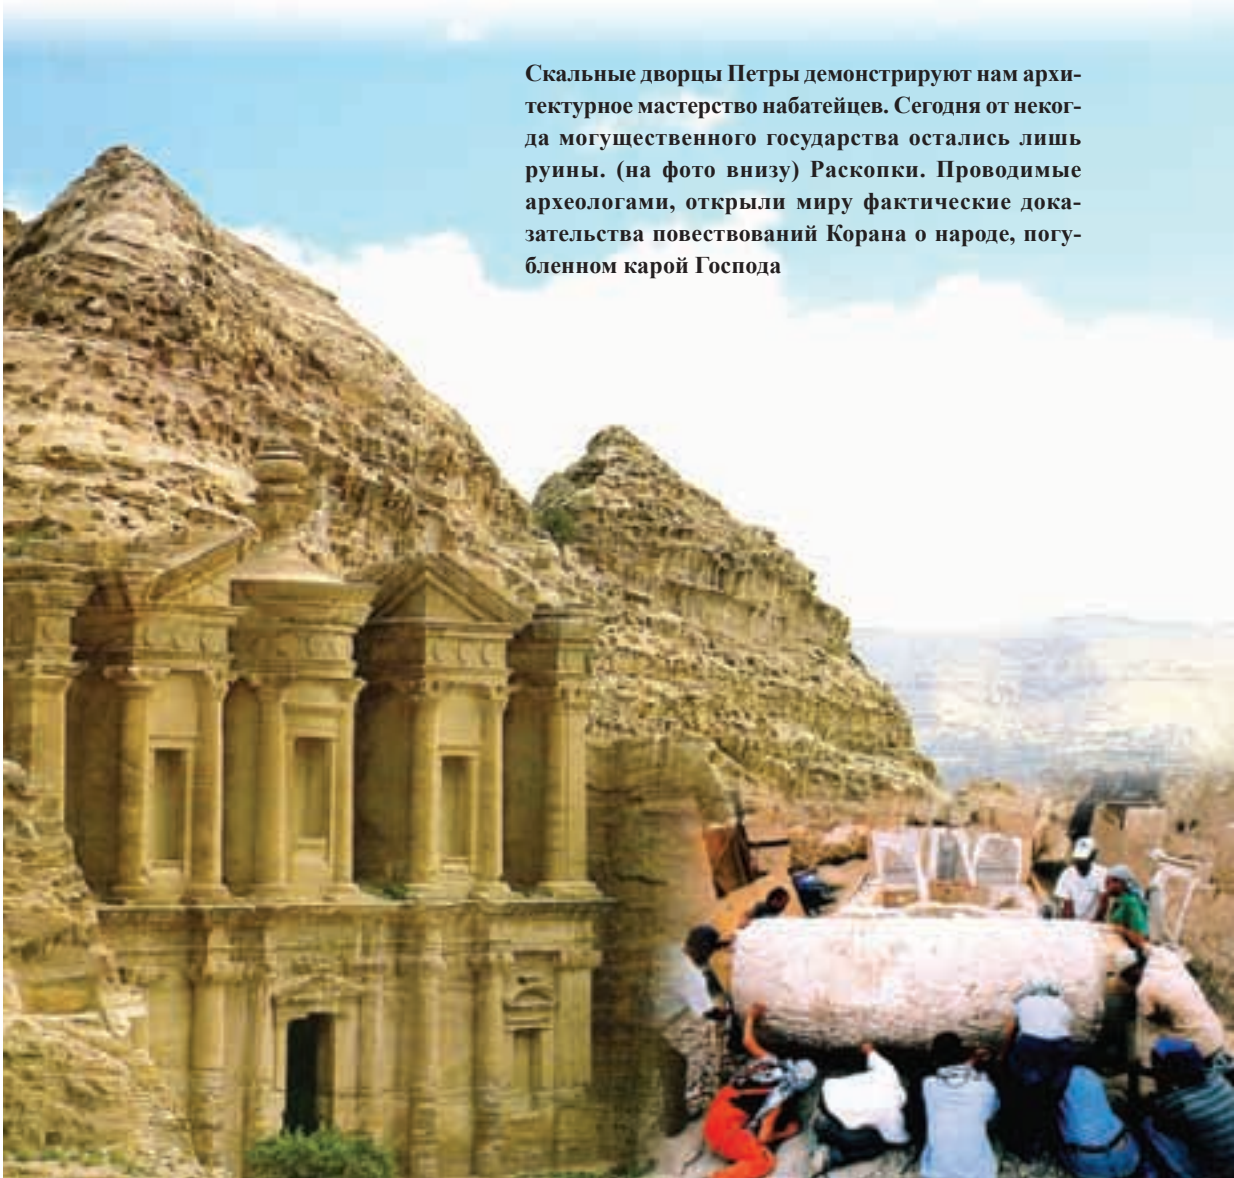 Скальные дворцы Петры демонстрируют нам архи-
тектурное мастерство набатейцев. Сегодня от неког-
да могущественного государства остались лишь
руины. (на фото внизу) Раскопки. Проводимые
археологами, открыли миру фактические дока-
зательства повествований Корана о народе, погу-
бленном карой Господа